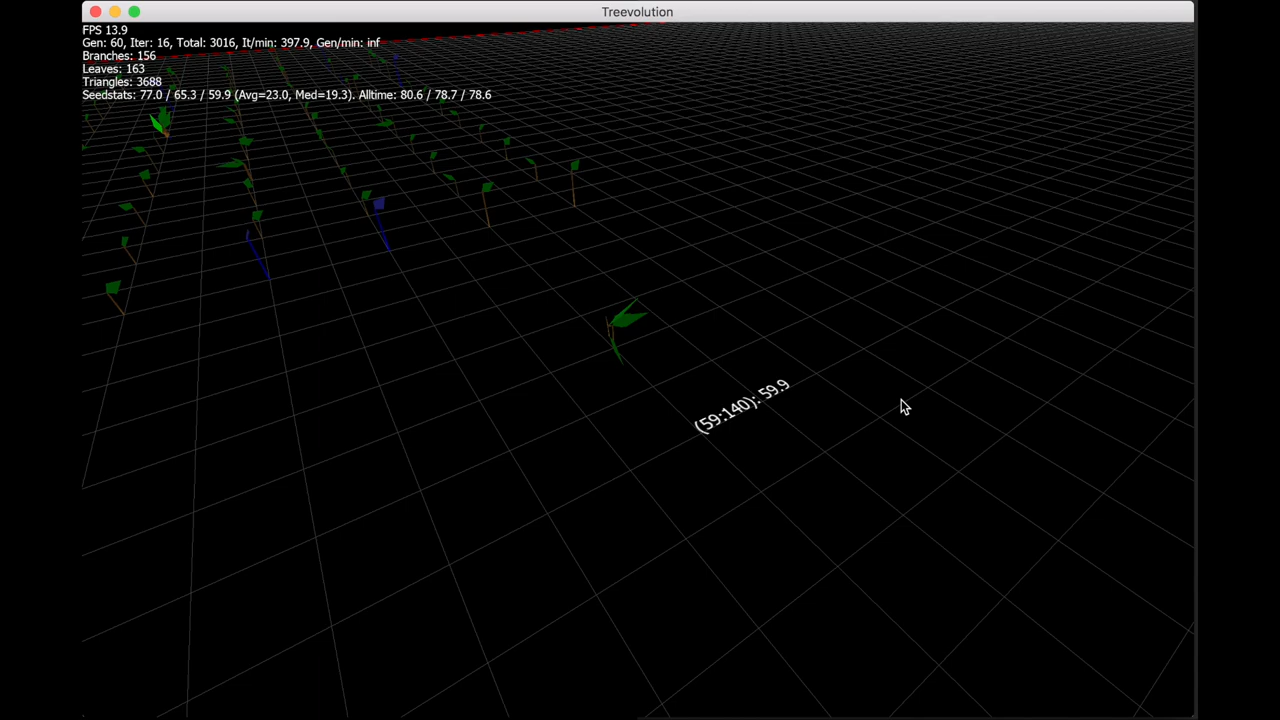 Treevolution
FPS 13.9
Gen: 60, Iter: 16, Total: 3016, It/min: 397.9, Gen/min: inf
Branches: 156
Leaves: 163
Triangles: 3688
Seedstats: 77.0 / 65.3 / 59.9 (Avg=23.0, Med=19.3). Alltime: 80.6 / 78.7 / 78.6
(59:140): 59.9